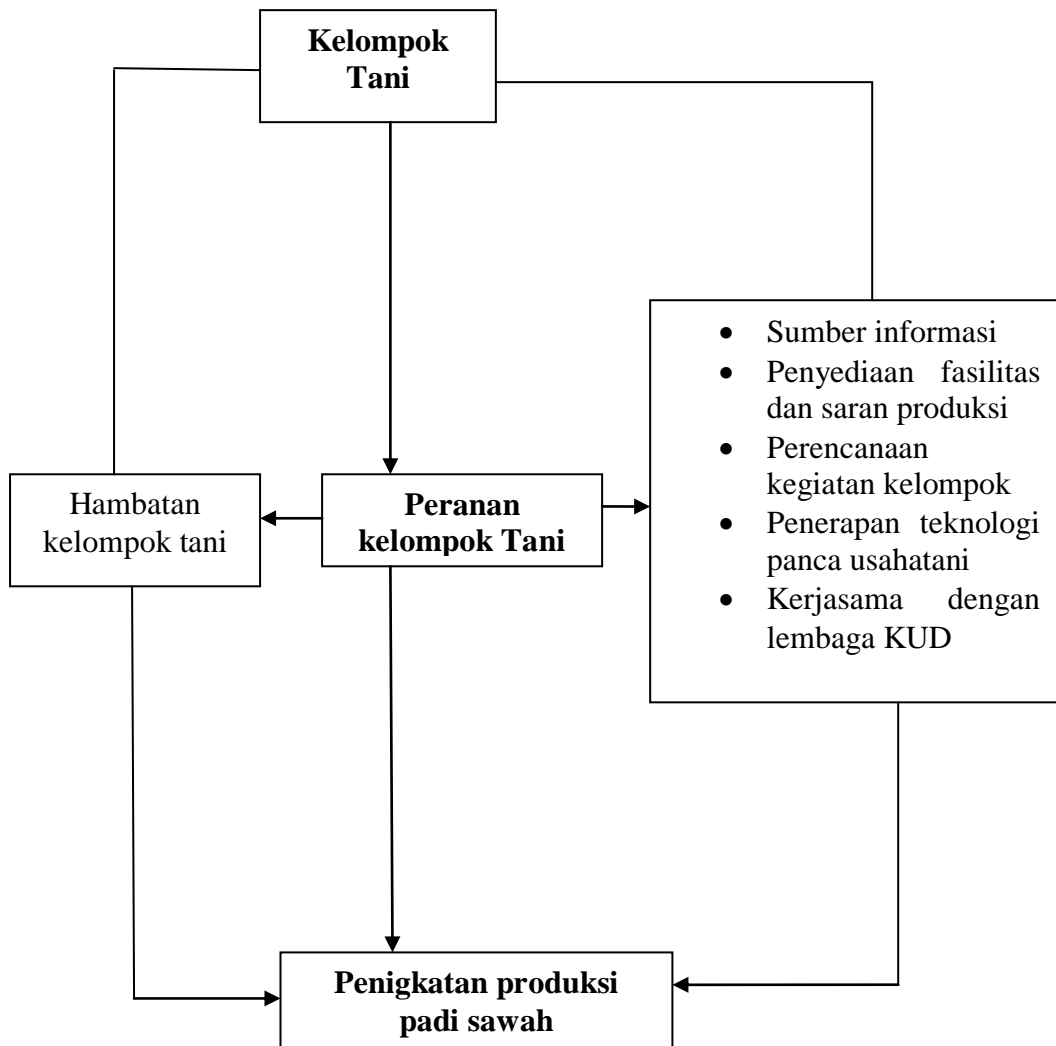 Kelompok
Tani
• Sumber informasi
• Penyediaan fasilitas
dan saran produksi
• Perencanaan
kegiatan kelompok
• Penerapan teknologi
panca usahatani
• Kerjasama dengan
lembaga KUD
Hambatan
kelompok tani
Peranan
kelompok Tani
Penigkatan produksi
padi sawah